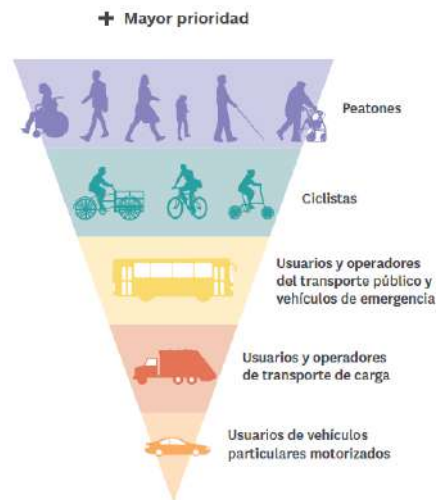 + Mayor prioridad
Peatones
Ciclistas
Usuarios y operadores
del transporte público y
vehículos de emergencia
Usuarios y operadores
de transporte de carga
Usuarios de vehículos
particulares motorizados